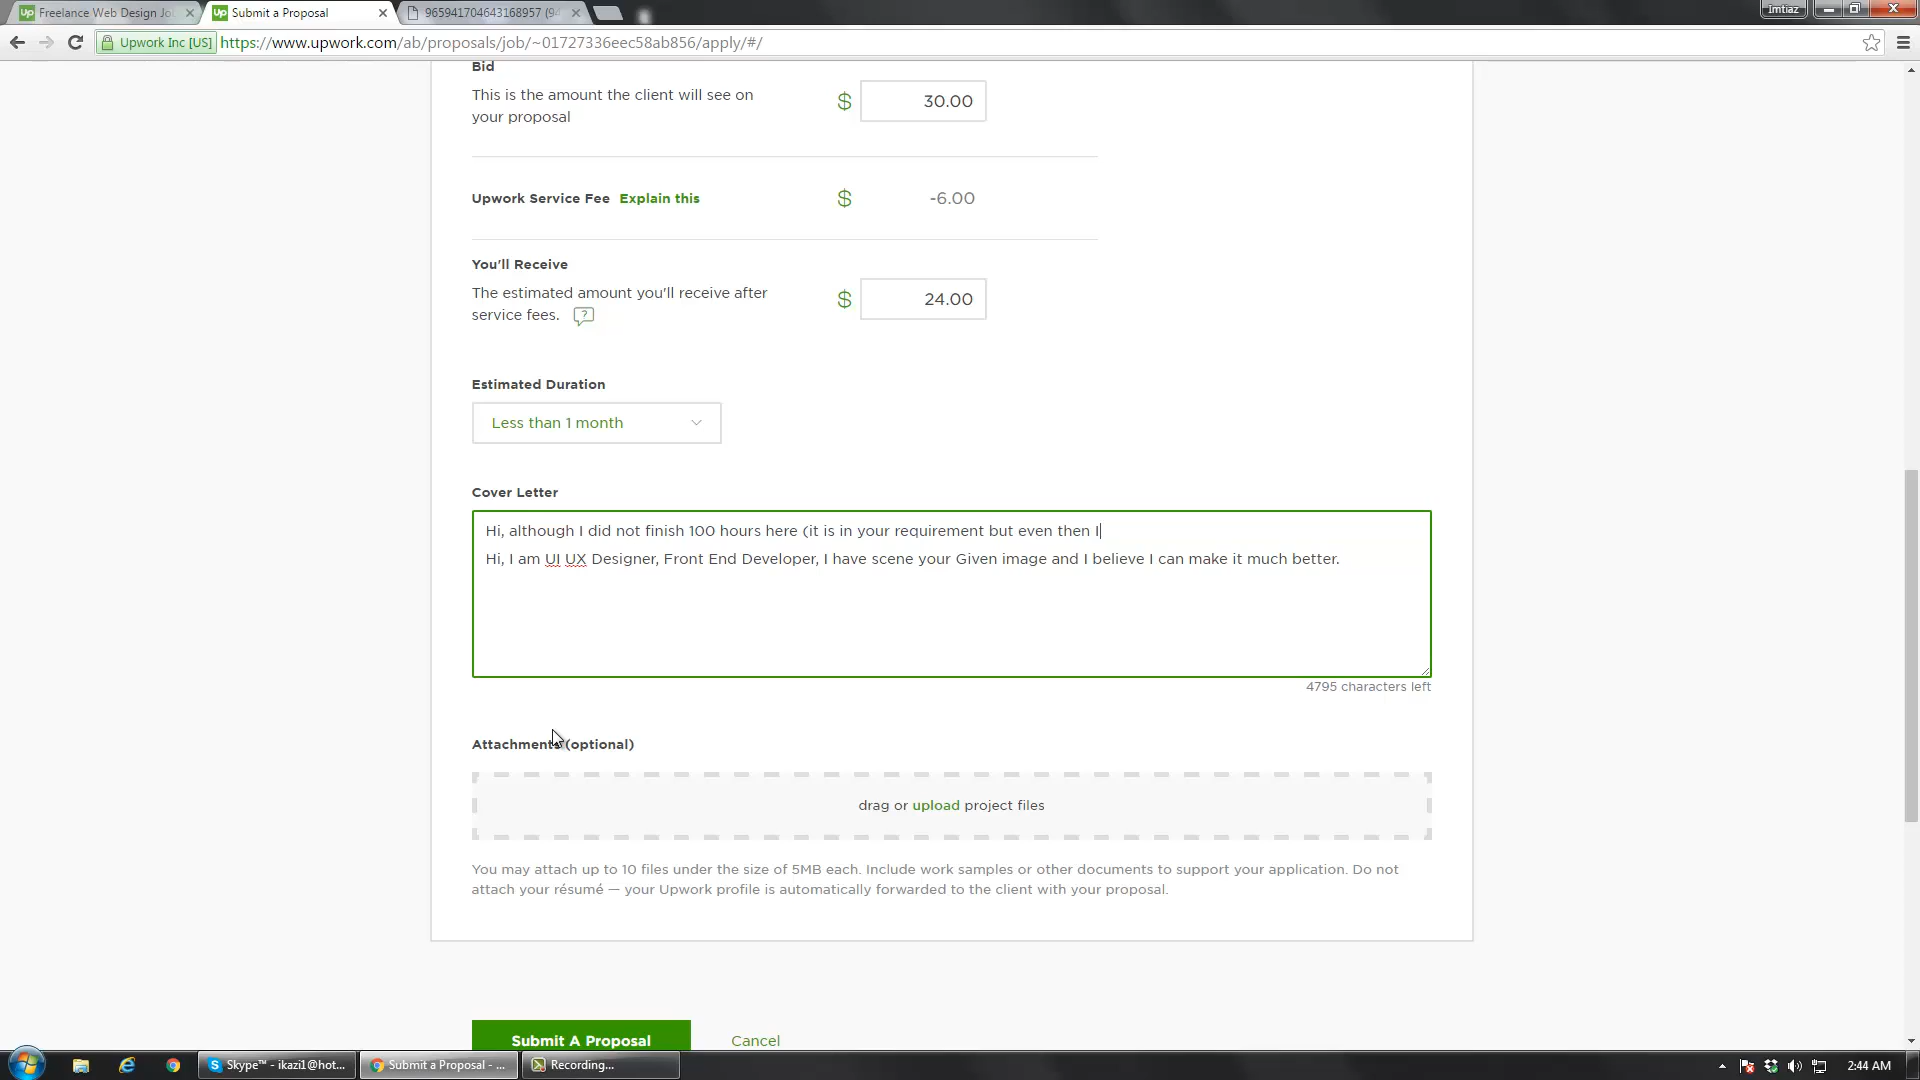 Freelance Web Design Jo
Submit a Proposal
965941704643168957 (94
Imtiaz
Upwork Inc [US]
https://www.upwork.com/ab/proposals/job/~01727336eec58ab856/apply/#/
Bid
This is the amount the client will see on
your proposal
$ 30.00
Upwork Service Fee Explain this $ -6.00
You'll Receive
The estimated amount you'll receive after
service fees. ?
$ 24.00
Estimated Duration
Less than 1 month
Cover Letter
Hi, although I did not finish 100 hours here (it is in your requirement but even then I
Hi, I am UI UX Designer, Front End Developer, I have scene your Given image and I believe I can make it much better.
4795 characters left
Attachments (optional)
drag or upload project files
You may attach up to 10 files under the size of 5MB each. Include work samples or other documents to support your application. Do not
attach your résumé — your Upwork profile is automatically forwarded to the client with your proposal.
Submit A Proposal
Cancel
Skype™ - ikazi1@hot...
Submit a Proposal - ...
Recording...
2:44 AM